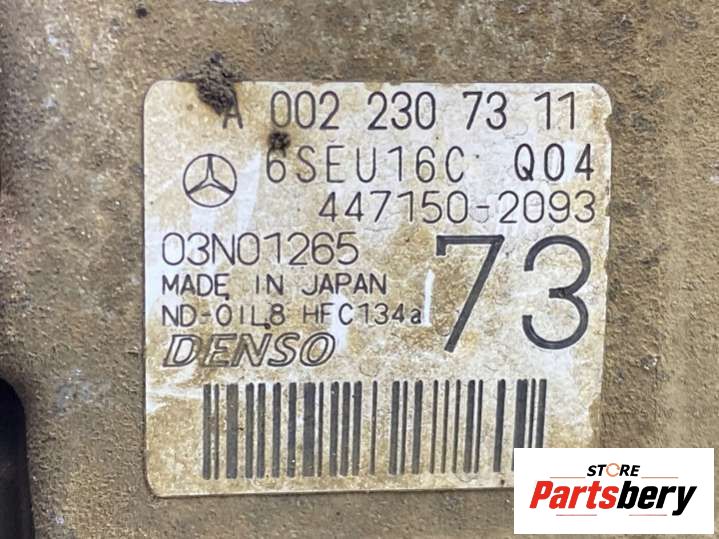 A 002 230 73 11
6SEU16C Q04
447150-2093
03N01265
73
MADE IN JAPAN
ND-OIL8 HFC134a
DENSO
STORE
Partsbery